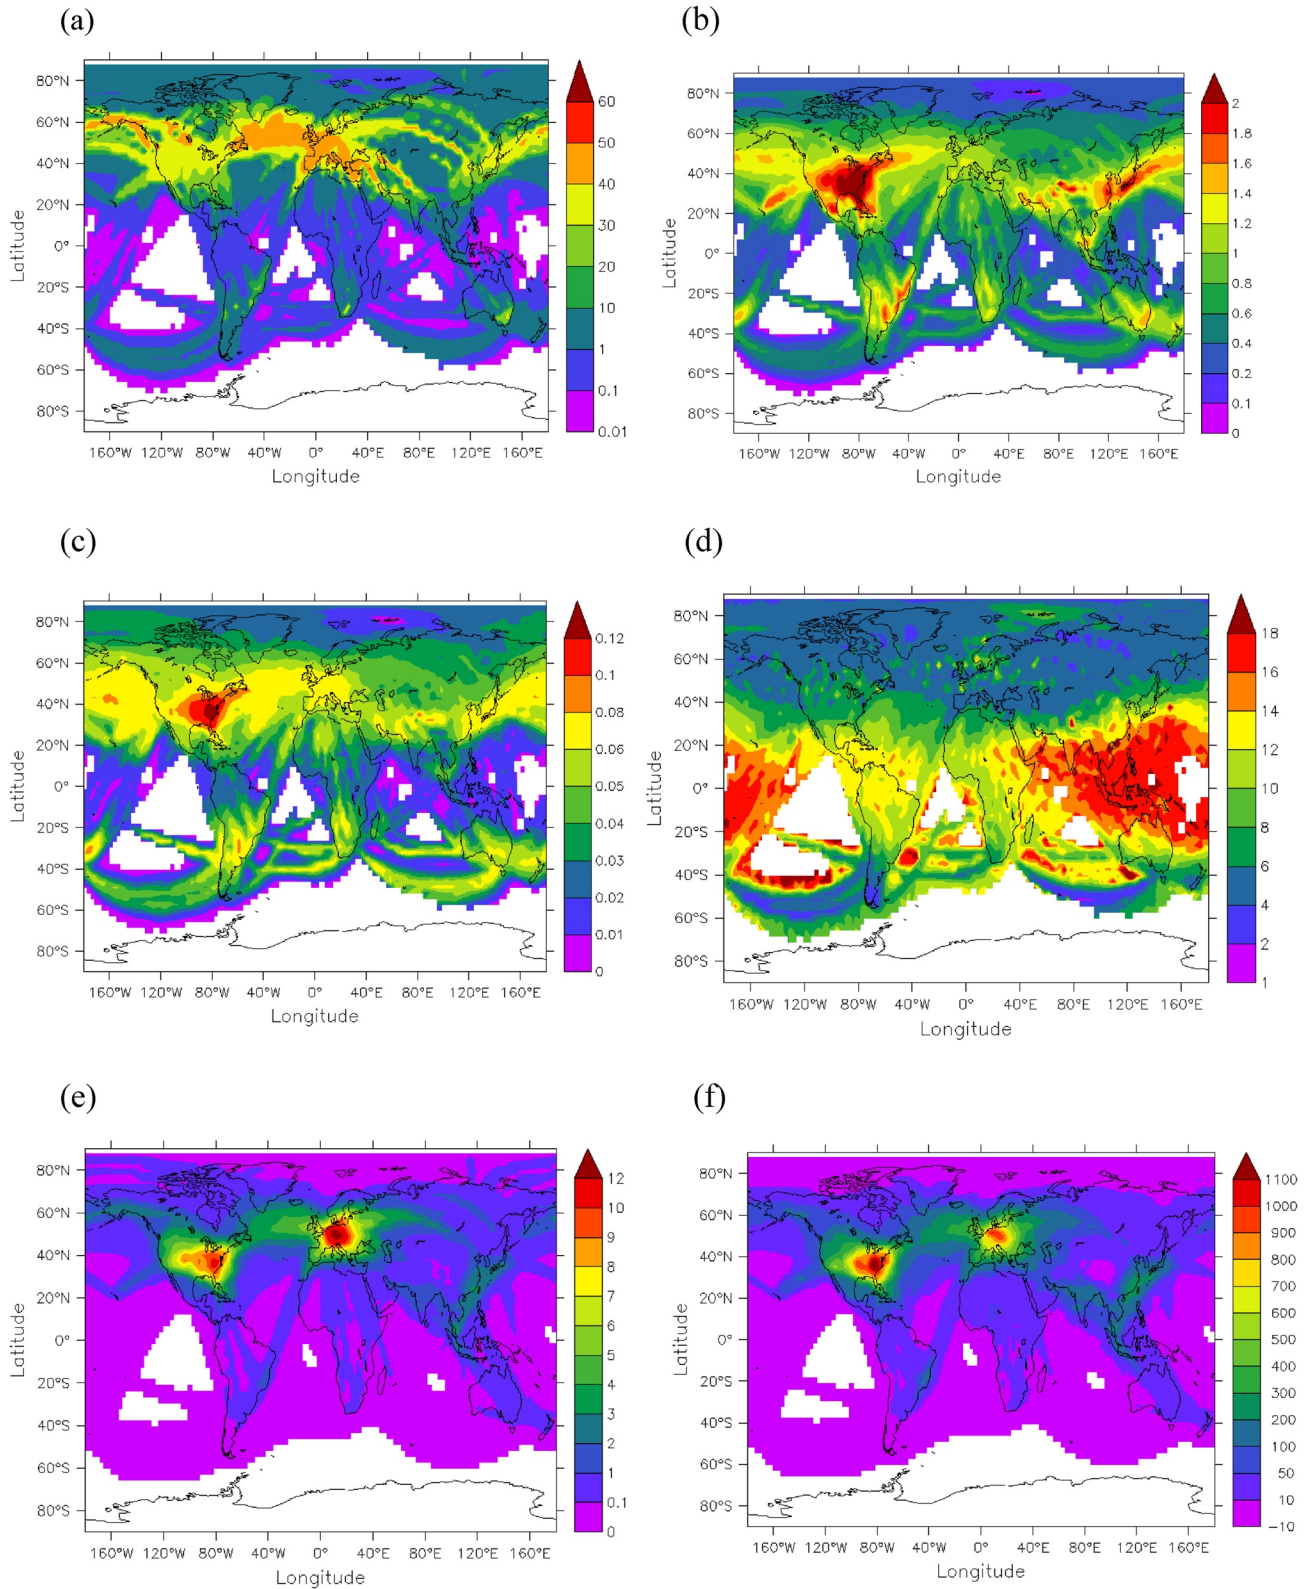 (a)
80°N
60°N
40°N
20°N
0°
20°S
40°S
60°S
80°S
Latitude
160°W 120°W 80°W 40°W 0° 40°E 80°E 120°E 160°E
Longitude
60
50
40
30
20
10
1
0.1
0.01
(b)
80°N
60°N
40°N
20°N
0°
20°S
40°S
60°S
80°S
Latitude
160°W 120°W 80°W 40°W 0° 40°E 80°E 120°E 160°E
Longitude
2
1.8
1.6
1.4
1.2
1
0.8
0.6
0.4
0.2
0.1
0
(c)
80°N
60°N
40°N
20°N
0°
20°S
40°S
60°S
80°S
Latitude
160°W 120°W 80°W 40°W 0° 40°E 80°E 120°E 160°E
Longitude
0.12
0.1
0.08
0.06
0.05
0.04
0.03
0.02
0.01
0
(d)
80°N
60°N
40°N
20°N
0°
20°S
40°S
60°S
80°S
Latitude
160°W 120°W 80°W 40°W 0° 40°E 80°E 120°E 160°E
Longitude
18
16
14
12
10
8
6
4
2
1
(e)
80°N
60°N
40°N
20°N
0°
20°S
40°S
60°S
80°S
Latitude
160°W 120°W 80°W 40°W 0° 40°E 80°E 120°E 160°E
Longitude
12
10
9
8
7
6
5
4
3
2
1
0.1
0
(f)
80°N
60°N
40°N
20°N
0°
20°S
40°S
60°S
80°S
Latitude
160°W 120°W 80°W 40°W 0° 40°E 80°E 120°E 160°E
Longitude
1100
1000
900
800
700
600
500
400
300
200
100
50
10
−10